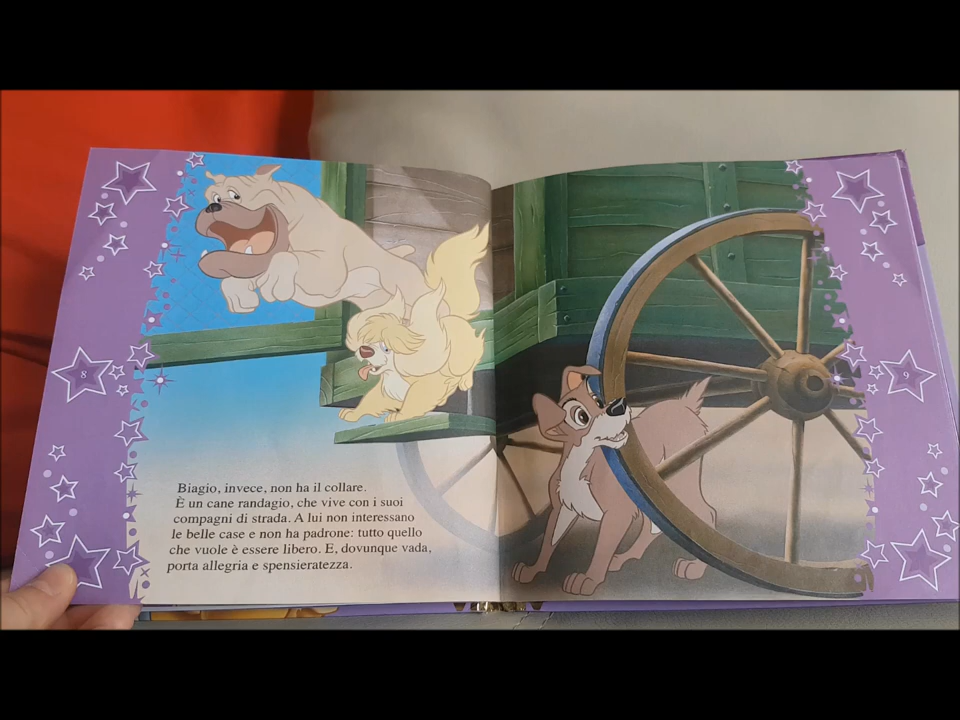 8
Biagio, invece, non ha il collare.
È un cane randagio, che vive con i suoi
compagni di strada. A lui non interessano
le belle case e non ha padrone: tutto quello
che vuole è essere libero. E, dovunque vada,
porta allegria e spensieratezza.
9